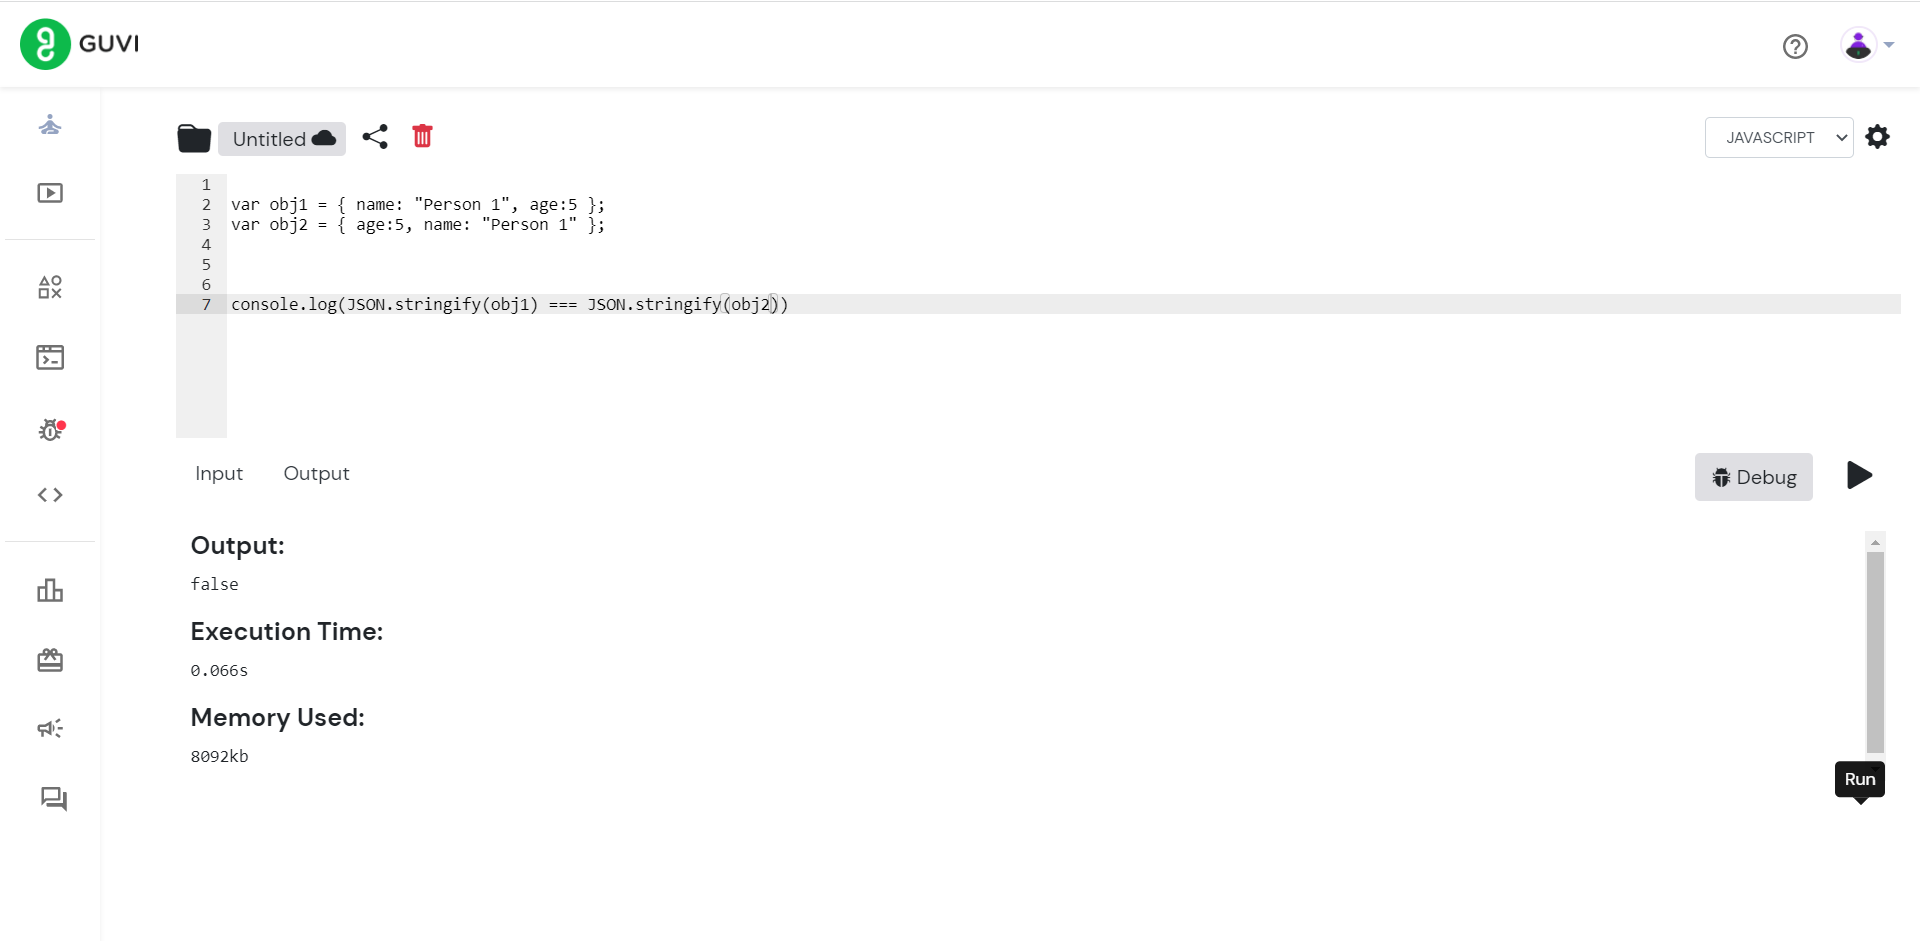 GUVI
Untitled
JAVASCRIPT
1
2 var obj1 = { name: "Person 1", age:5 };
3 var obj2 = { age:5, name: "Person 1" };
4
5
6
7 console.log(JSON.stringify(obj1) === JSON.stringify(obj2))
Input Output
Debug
Output:
false
Execution Time:
0.066s
Memory Used:
8092kb
Run